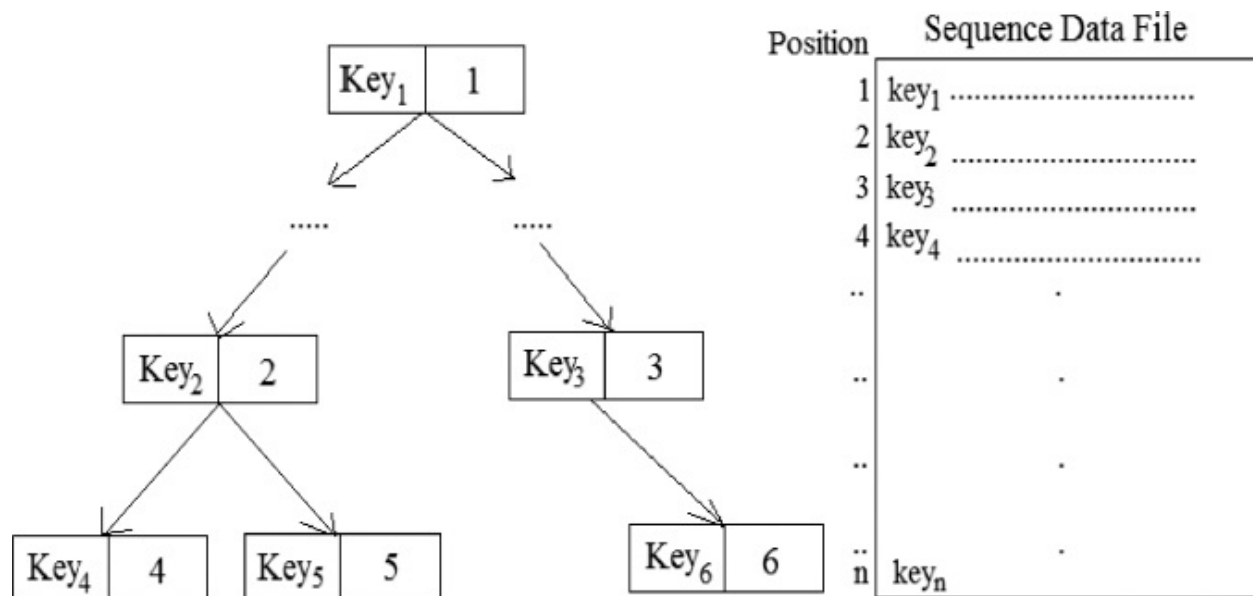 Key₁ 1
.....
.....
Key₂ 2
Key₃ 3
Key₄ 4
Key₅ 5
Key₆ 6
Sequence Data File
Position
1 key₁ ..............................
2 key₂ ..............................
3 key₃ ..............................
4 key₄ ..............................
.. .
.. .
.. .
.. .
n keyₙ